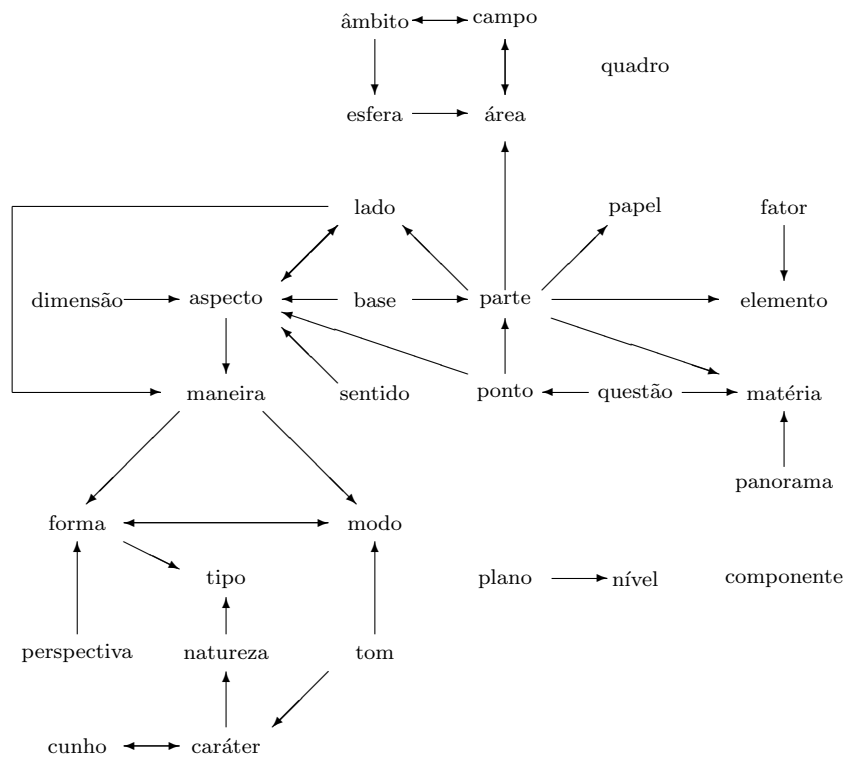 âmbito campo
quadro
esfera área
lado papel fator
dimensão aspecto base parte elemento
maneira sentido ponto questão matéria
panorama
forma modo
tipo plano nível componente
perspectiva natureza tom
cunho caráter